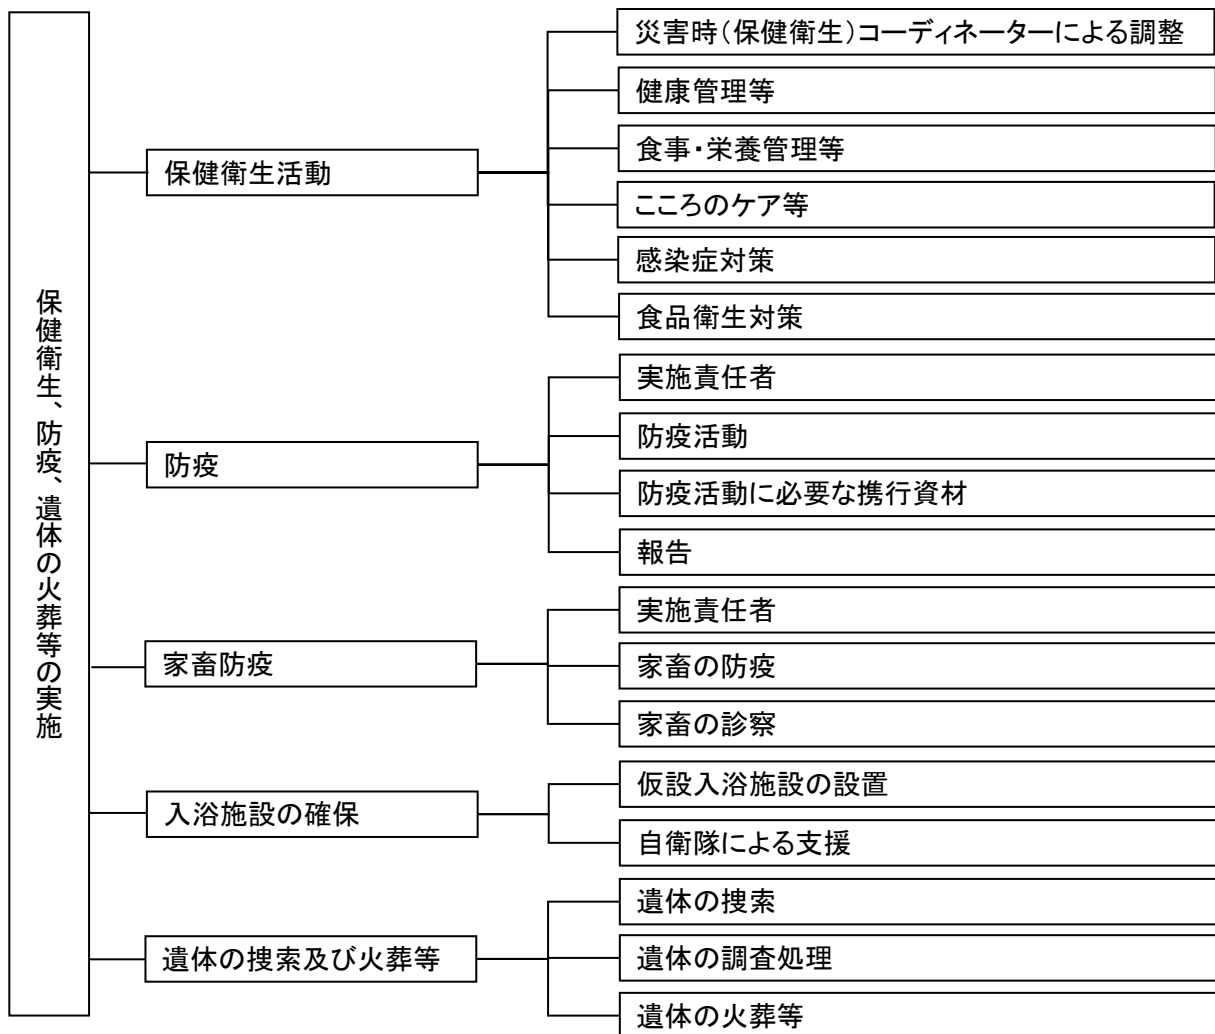 保健衛生、防疫、遺体の火葬等の実施
保健衛生活動
災害時(保健衛生)コーディネーターによる調整
健康管理等
食事・栄養管理等
こころのケア等
感染症対策
食品衛生対策
防疫
実施責任者
防疫活動
防疫活動に必要な携行資材
報告
家畜防疫
実施責任者
家畜の防疫
家畜の診察
入浴施設の確保
仮設入浴施設の設置
自衛隊による支援
遺体の捜索及び火葬等
遺体の捜索
遺体の調査処理
遺体の火葬等